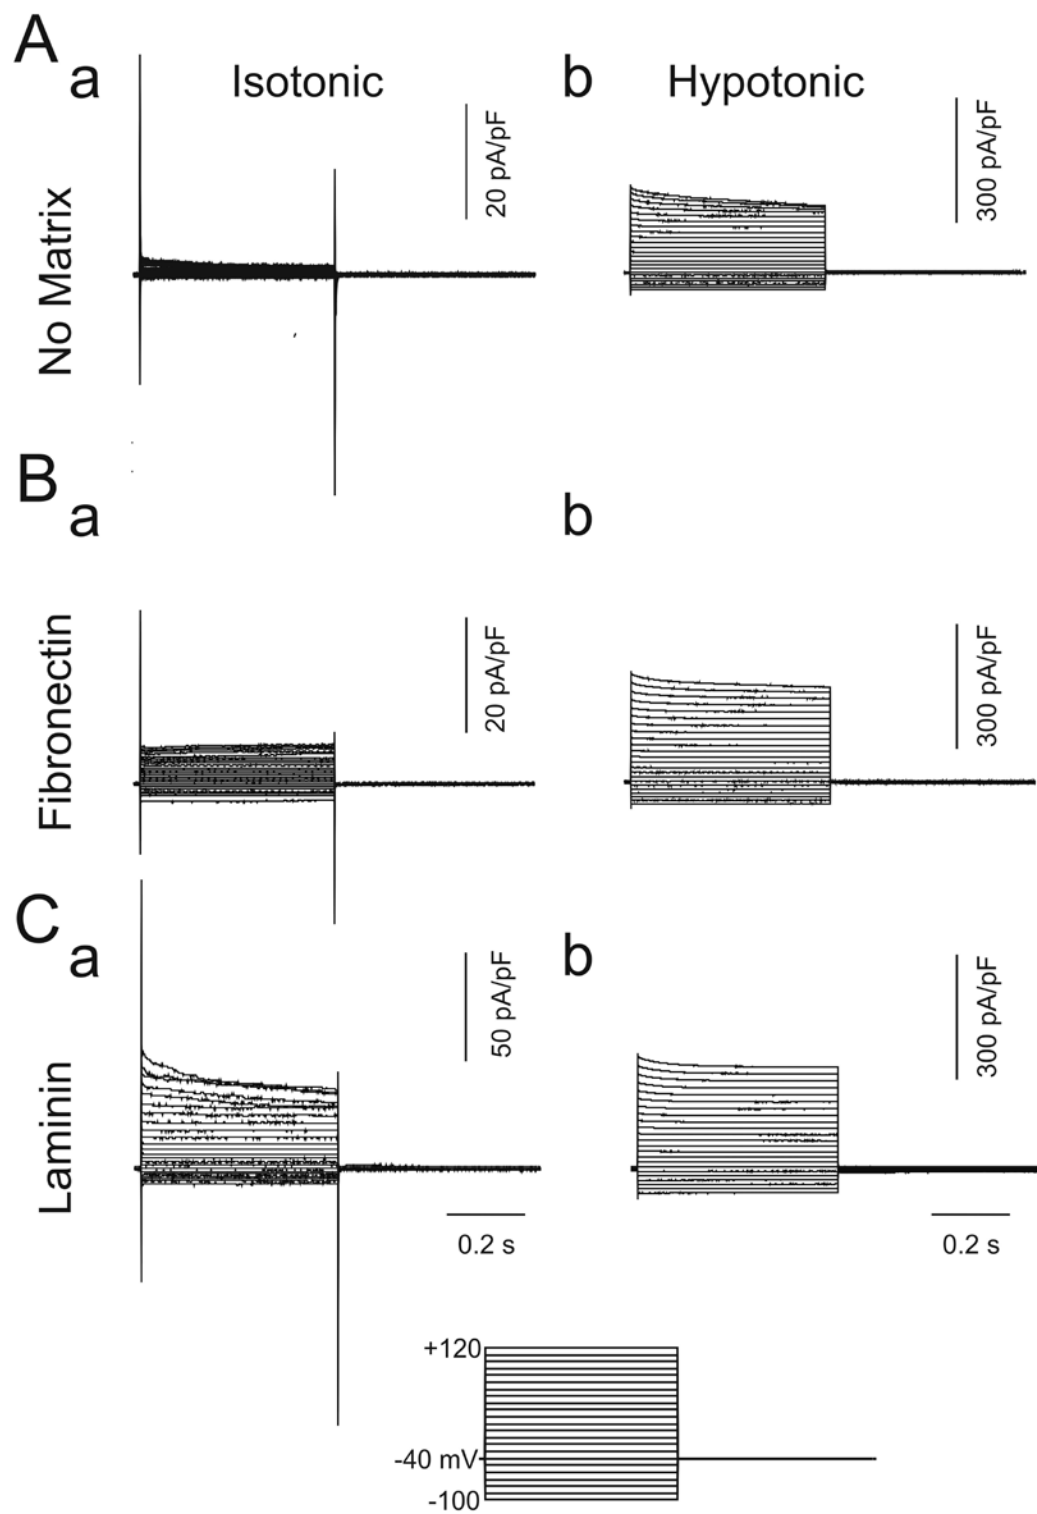 A
a
Isotonic
b
Hypotonic
20 pA/pF
300 pA/pF
No Matrix
B
a
b
20 pA/pF
300 pA/pF
Fibronectin
C
a
b
50 pA/pF
300 pA/pF
Laminin
0.2 s
0.2 s
+120
-40 mV
-100